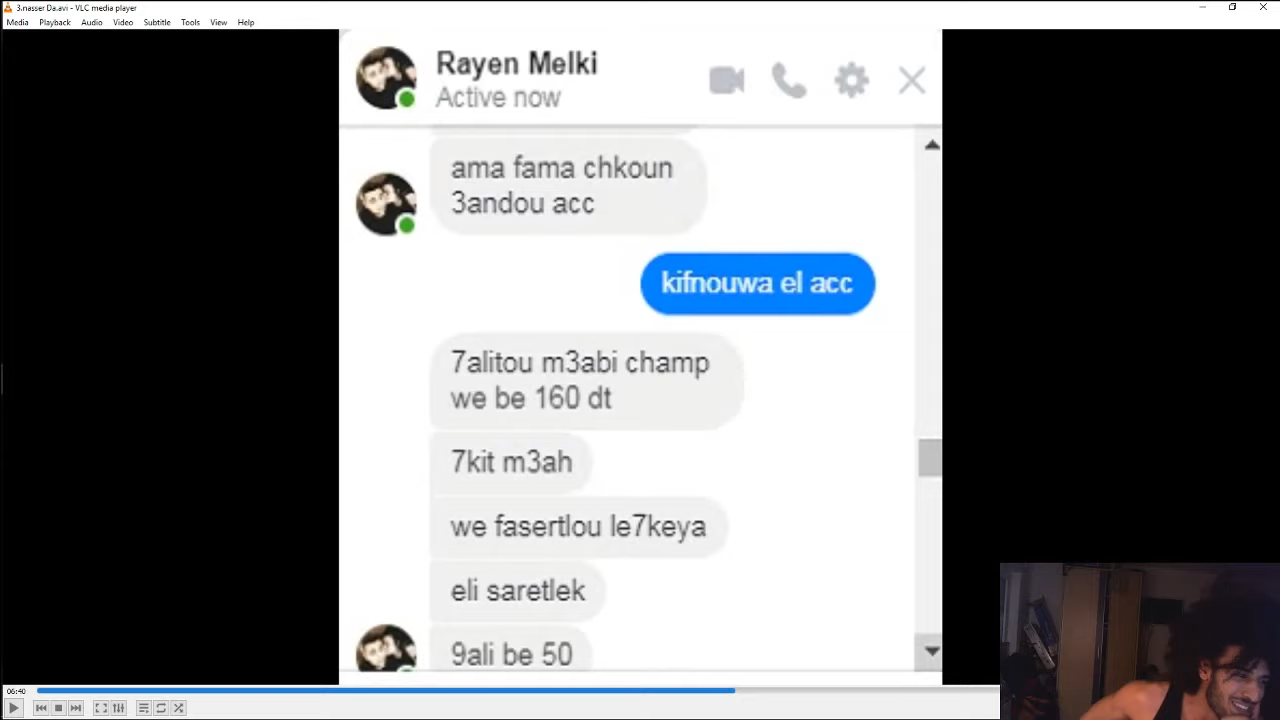 3.nasser Da.avi - VLC media player
Media Playback Audio Video Subtitle Tools View Help
Rayen Melki
Active now
ama fama chkoun
3andou acc
kifnouwa el acc
7alitou m3abi champ
we be 160 dt
7kit m3ah
we fasertlou le7keya
eli saretlek
9ali be 50
06:40